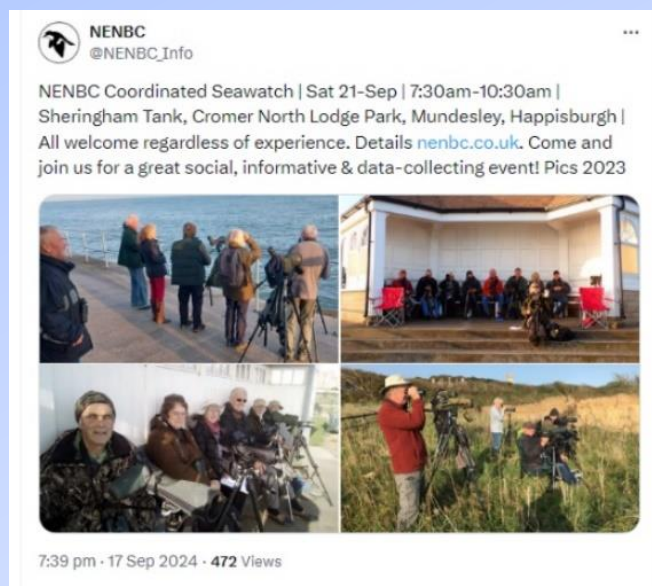 NENBC
@NENBC_Info
NENBC Coordinated Seawatch | Sat 21-Sep | 7:30am-10:30am |
Sheringham Tank, Cromer North Lodge Park, Mundesley, Happisburgh |
All welcome regardless of experience. Details nenbc.co.uk. Come and
join us for a great social, informative & data-collecting event! Pics 2023
7:39 pm · 17 Sep 2024 · 472 Views